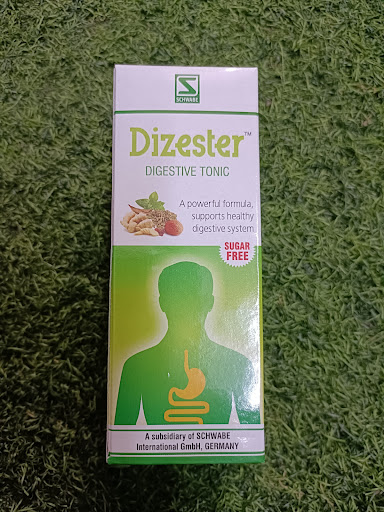 SCHWABE
Dizester™
DIGESTIVE TONIC
A powerful formula,
supports healthy
digestive system
SUGAR
FREE
A subsidiary of SCHWABE
International GmbH, GERMANY